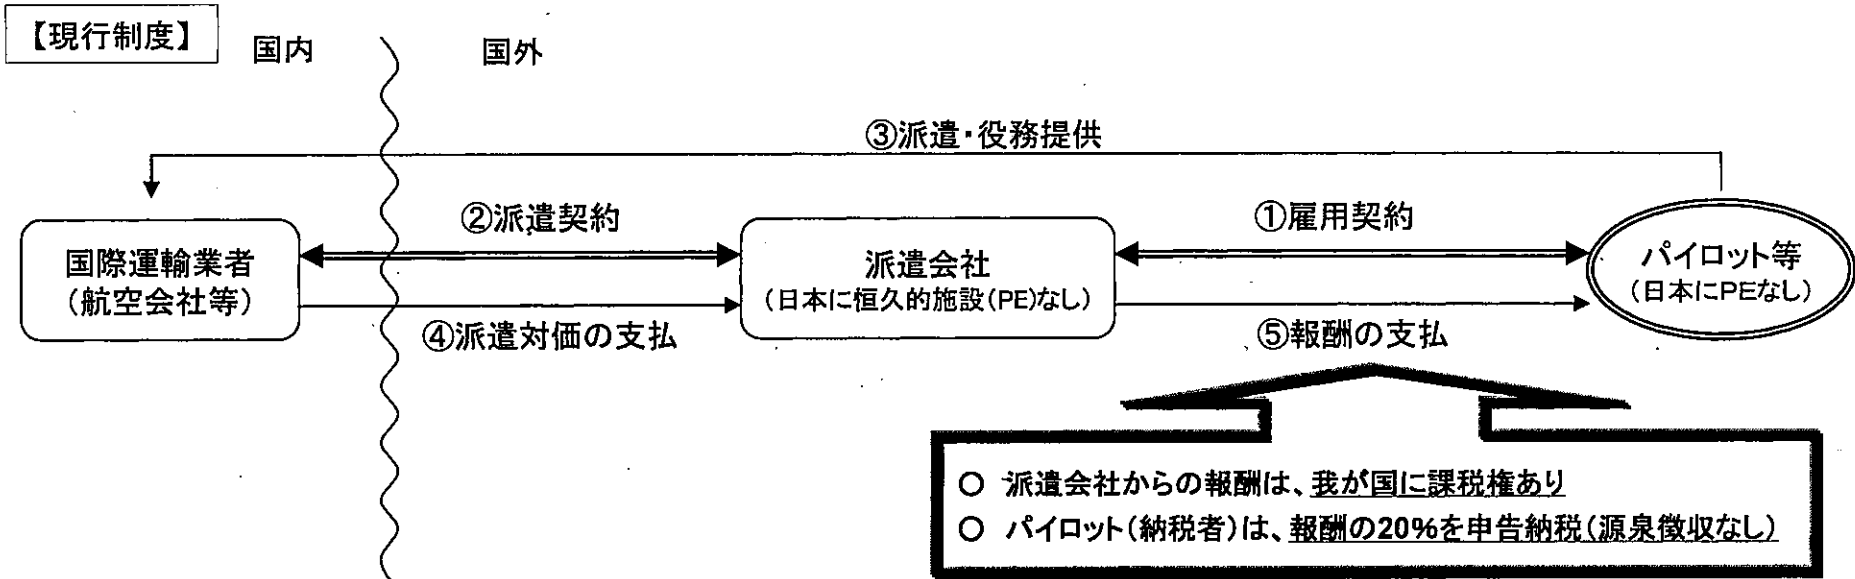 【現行制度】
国内
国外
③派遣・役務提供
②派遣契約
①雇用契約
国際運輸業者
(航空会社等)
派遣会社
(日本に恒久的施設(PE)なし)
パイロット等
(日本にPEなし)
④派遣対価の支払
⑤報酬の支払
○ 派遣会社からの報酬は、我が国に課税権あり
○ パイロット(納税者)は、報酬の20%を申告納税(源泉徴収なし)